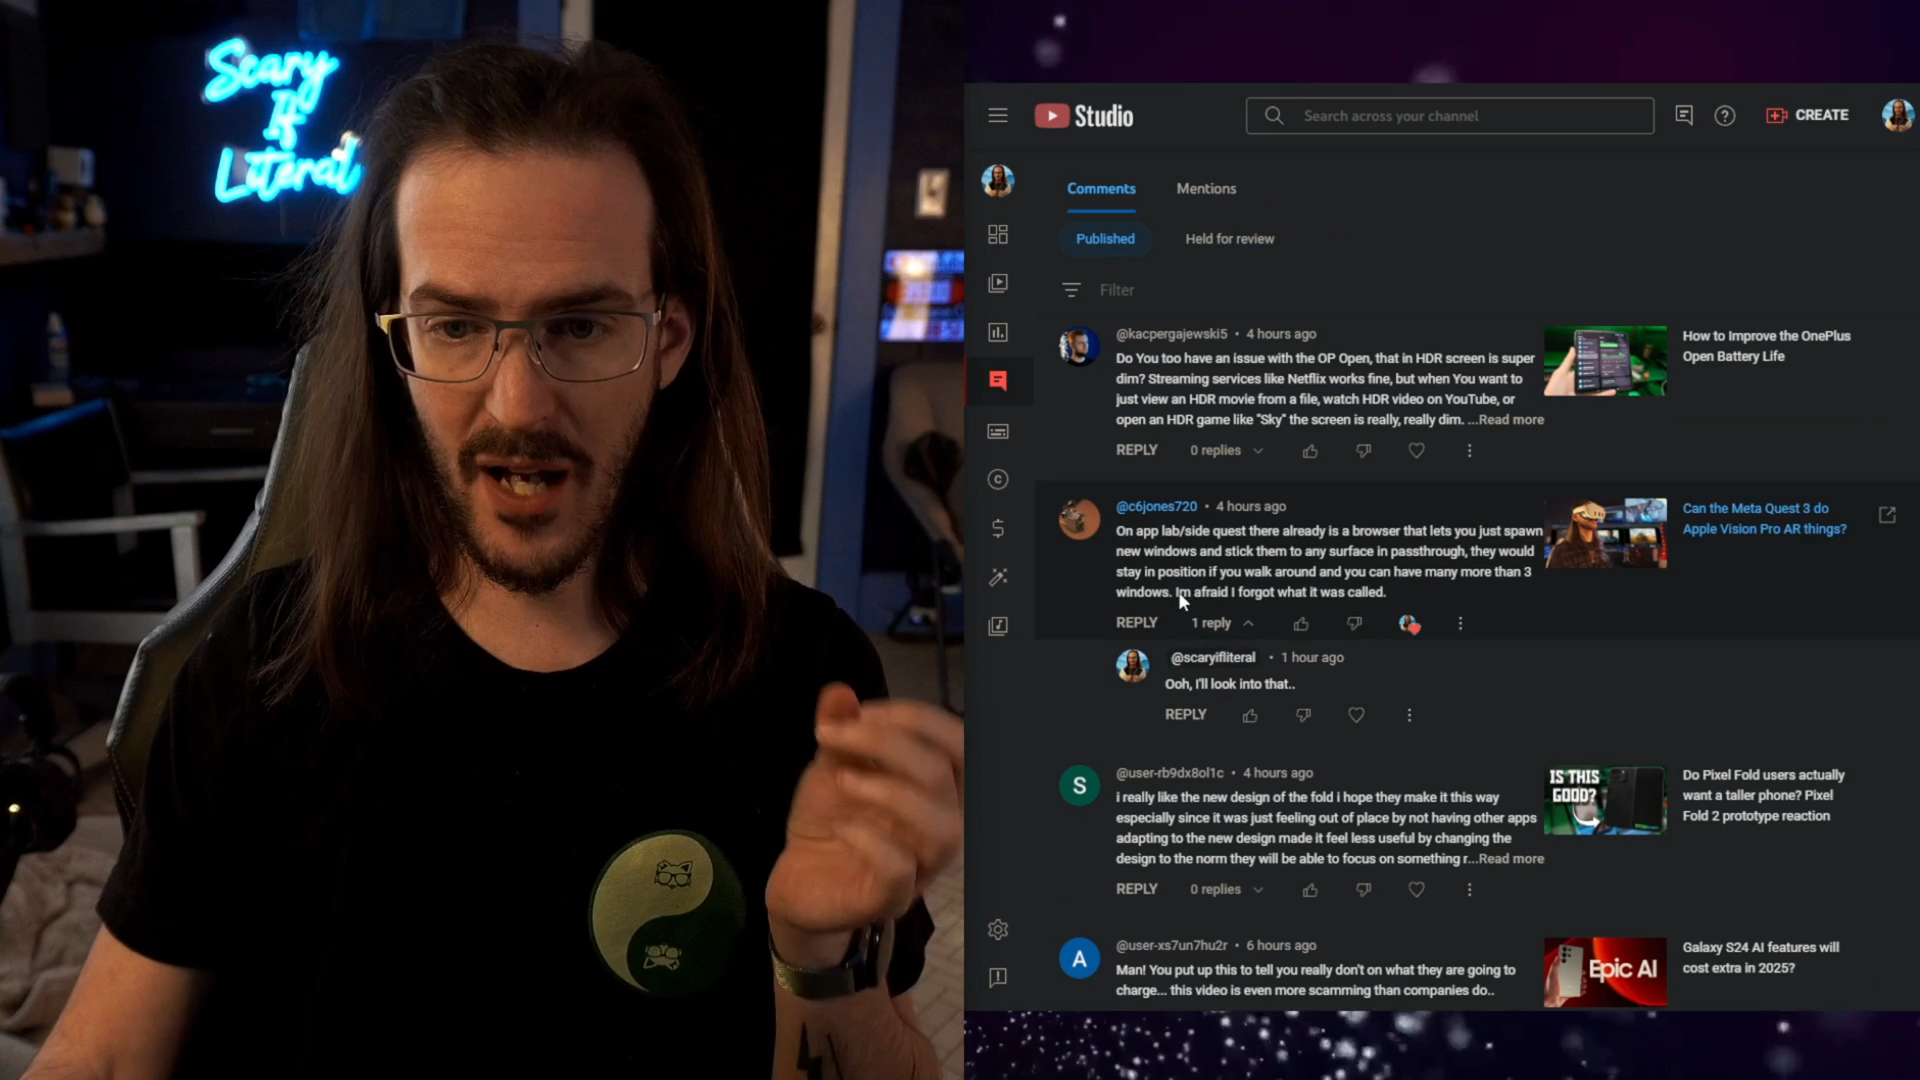 Scary
If
Literal
Studio
Search across your channel
CREATE
Comments
Mentions
Published
Held for review
Filter
@kacpergajewski5 • 4 hours ago
Do You too have an issue with the OP Open, that in HDR screen is super
dim? Streaming services like Netflix works fine, but when You want to
just view an HDR movie from a file, watch HDR video on YouTube, or
open an HDR game like "Sky" the screen is really, really dim. ...Read more
REPLY
0 replies
How to Improve the OnePlus
Open Battery Life
@c6jones720 • 4 hours ago
On app lab/side quest there already is a browser that lets you just spawn
new windows and stick them to any surface in passthrough, they would
stay in position if you walk around and you can have many more than 3
windows. Im afraid I forgot what it was called.
REPLY
1 reply
Can the Meta Quest 3 do
Apple Vision Pro AR things?
@scaryifliteral • 1 hour ago
Ooh, I'll look into that..
REPLY
S
@user-rb9dx8ol1c • 4 hours ago
i really like the new design of the fold i hope they make it this way
especially since it was just feeling out of place by not having other apps
adapting to the new design made it feel less useful by changing the
design to the norm they will be able to focus on something r...Read more
REPLY
0 replies
IS THIS
GOOD?
Do Pixel Fold users actually
want a taller phone? Pixel
Fold 2 prototype reaction
A
@user-xs7un7hu2r • 6 hours ago
Man! You put up this to tell you really don't on what they are going to
charge... this video is even more scamming than companies do..
Epic AI
Galaxy S24 AI features will
cost extra in 2025?